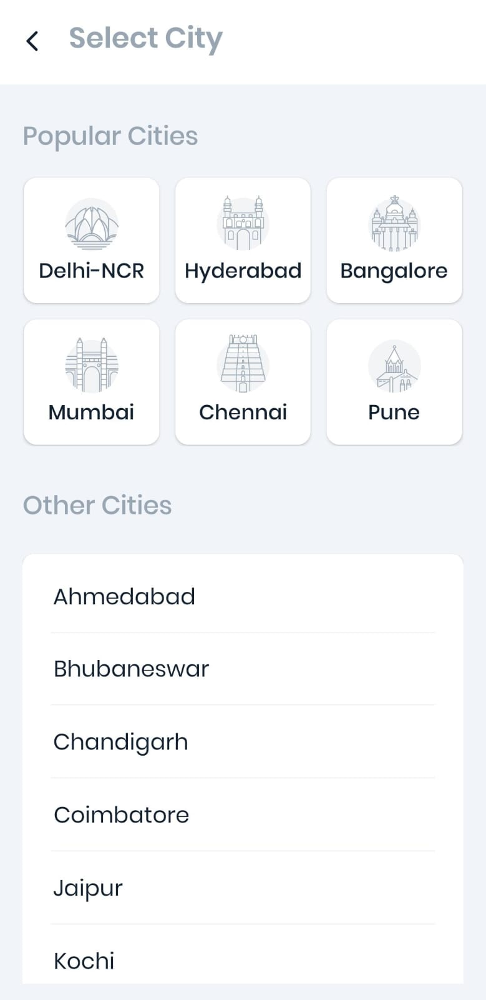 Select City
Popular Cities
Delhi-NCR
Hyderabad
Bangalore
Mumbai
Chennai
Pune
Other Cities
Ahmedabad
Bhubaneswar
Chandigarh
Coimbatore
Jaipur
Kochi